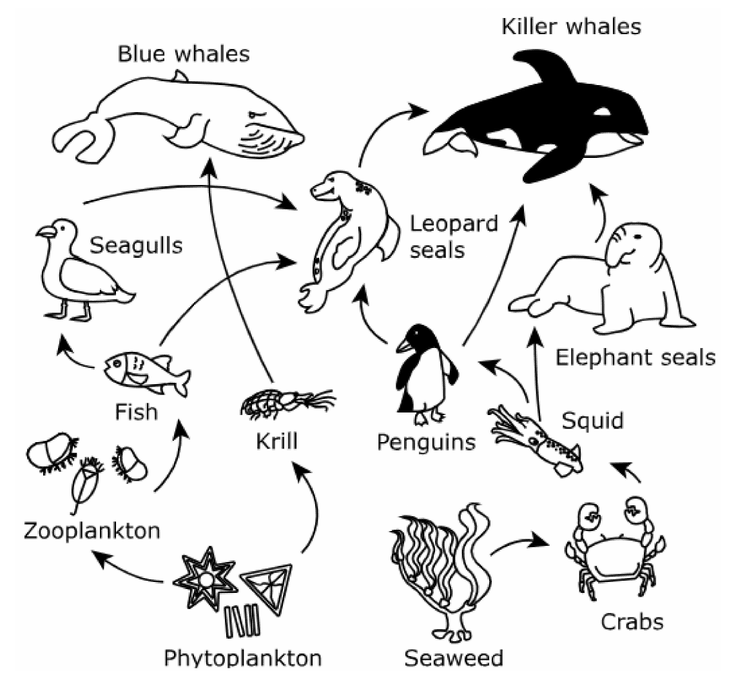 Killer whales
Blue whales
Leopard
seals
Seagulls
Elephant seals
Fish
Krill
Penguins
Squid
Zooplankton
Crabs
Phytoplankton
Seaweed